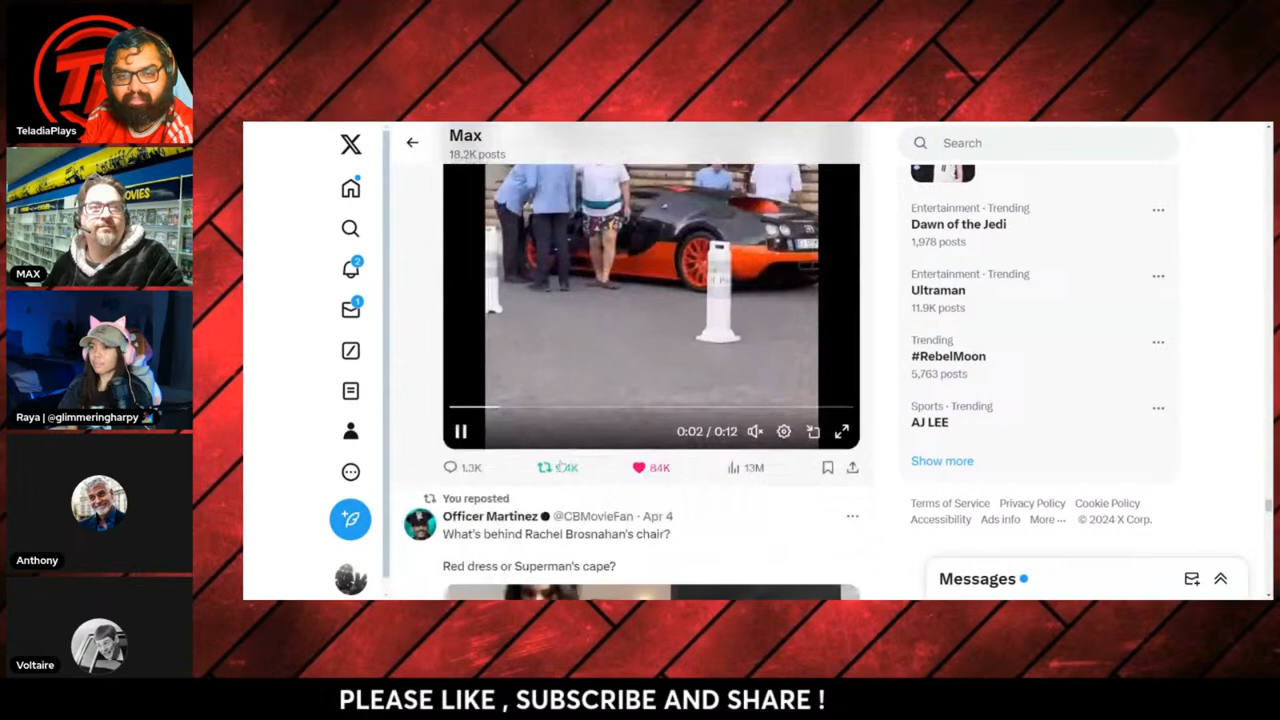 TeladiaPlays
MOVIES
MAX
Raya | @glimmeringharpy
Anthony
Voltaire
Max
18.2K posts
0:02 / 0:12
1.3K
84K
13M
You reposted
Officer Martinez @CBMovieFan · Apr 4
What's behind Rachel Brosnahan's chair?
Red dress or Superman's cape?
Search
Entertainment · Trending
Dawn of the Jedi
1,978 posts
Entertainment · Trending
Ultraman
11.9K posts
Trending
#RebelMoon
5,763 posts
Sports · Trending
AJ LEE
Show more
Terms of Service Privacy Policy Cookie Policy
Accessibility Ads info More ··· © 2024 X Corp.
Messages
2
1
PLEASE LIKE , SUBSCRIBE AND SHARE !